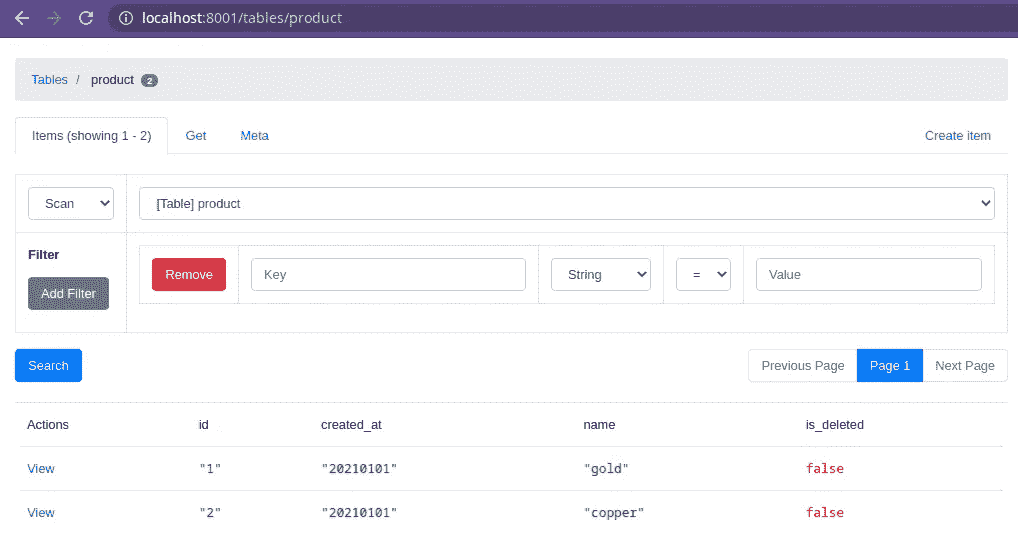 localhost:8001/tables/product
Tables / product 2
Items (showing 1 - 2) Get Meta Create item
Scan [Table] product
Filter
Remove Key String = Value
Add Filter
Search Previous Page Page 1 Next Page
Actions id created_at name is_deleted
View "1" "20210101" "gold" false
View "2" "20210101" "copper" false